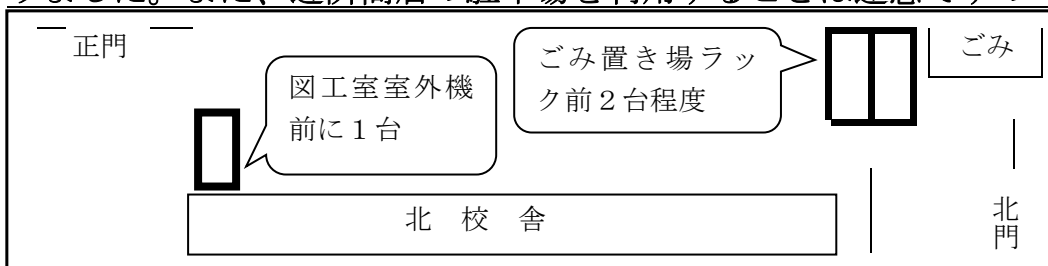 正門
図工室室外機
前に１台
ごみ置き場ラッ
ク前２台程度
ごみ
北校舎
北門